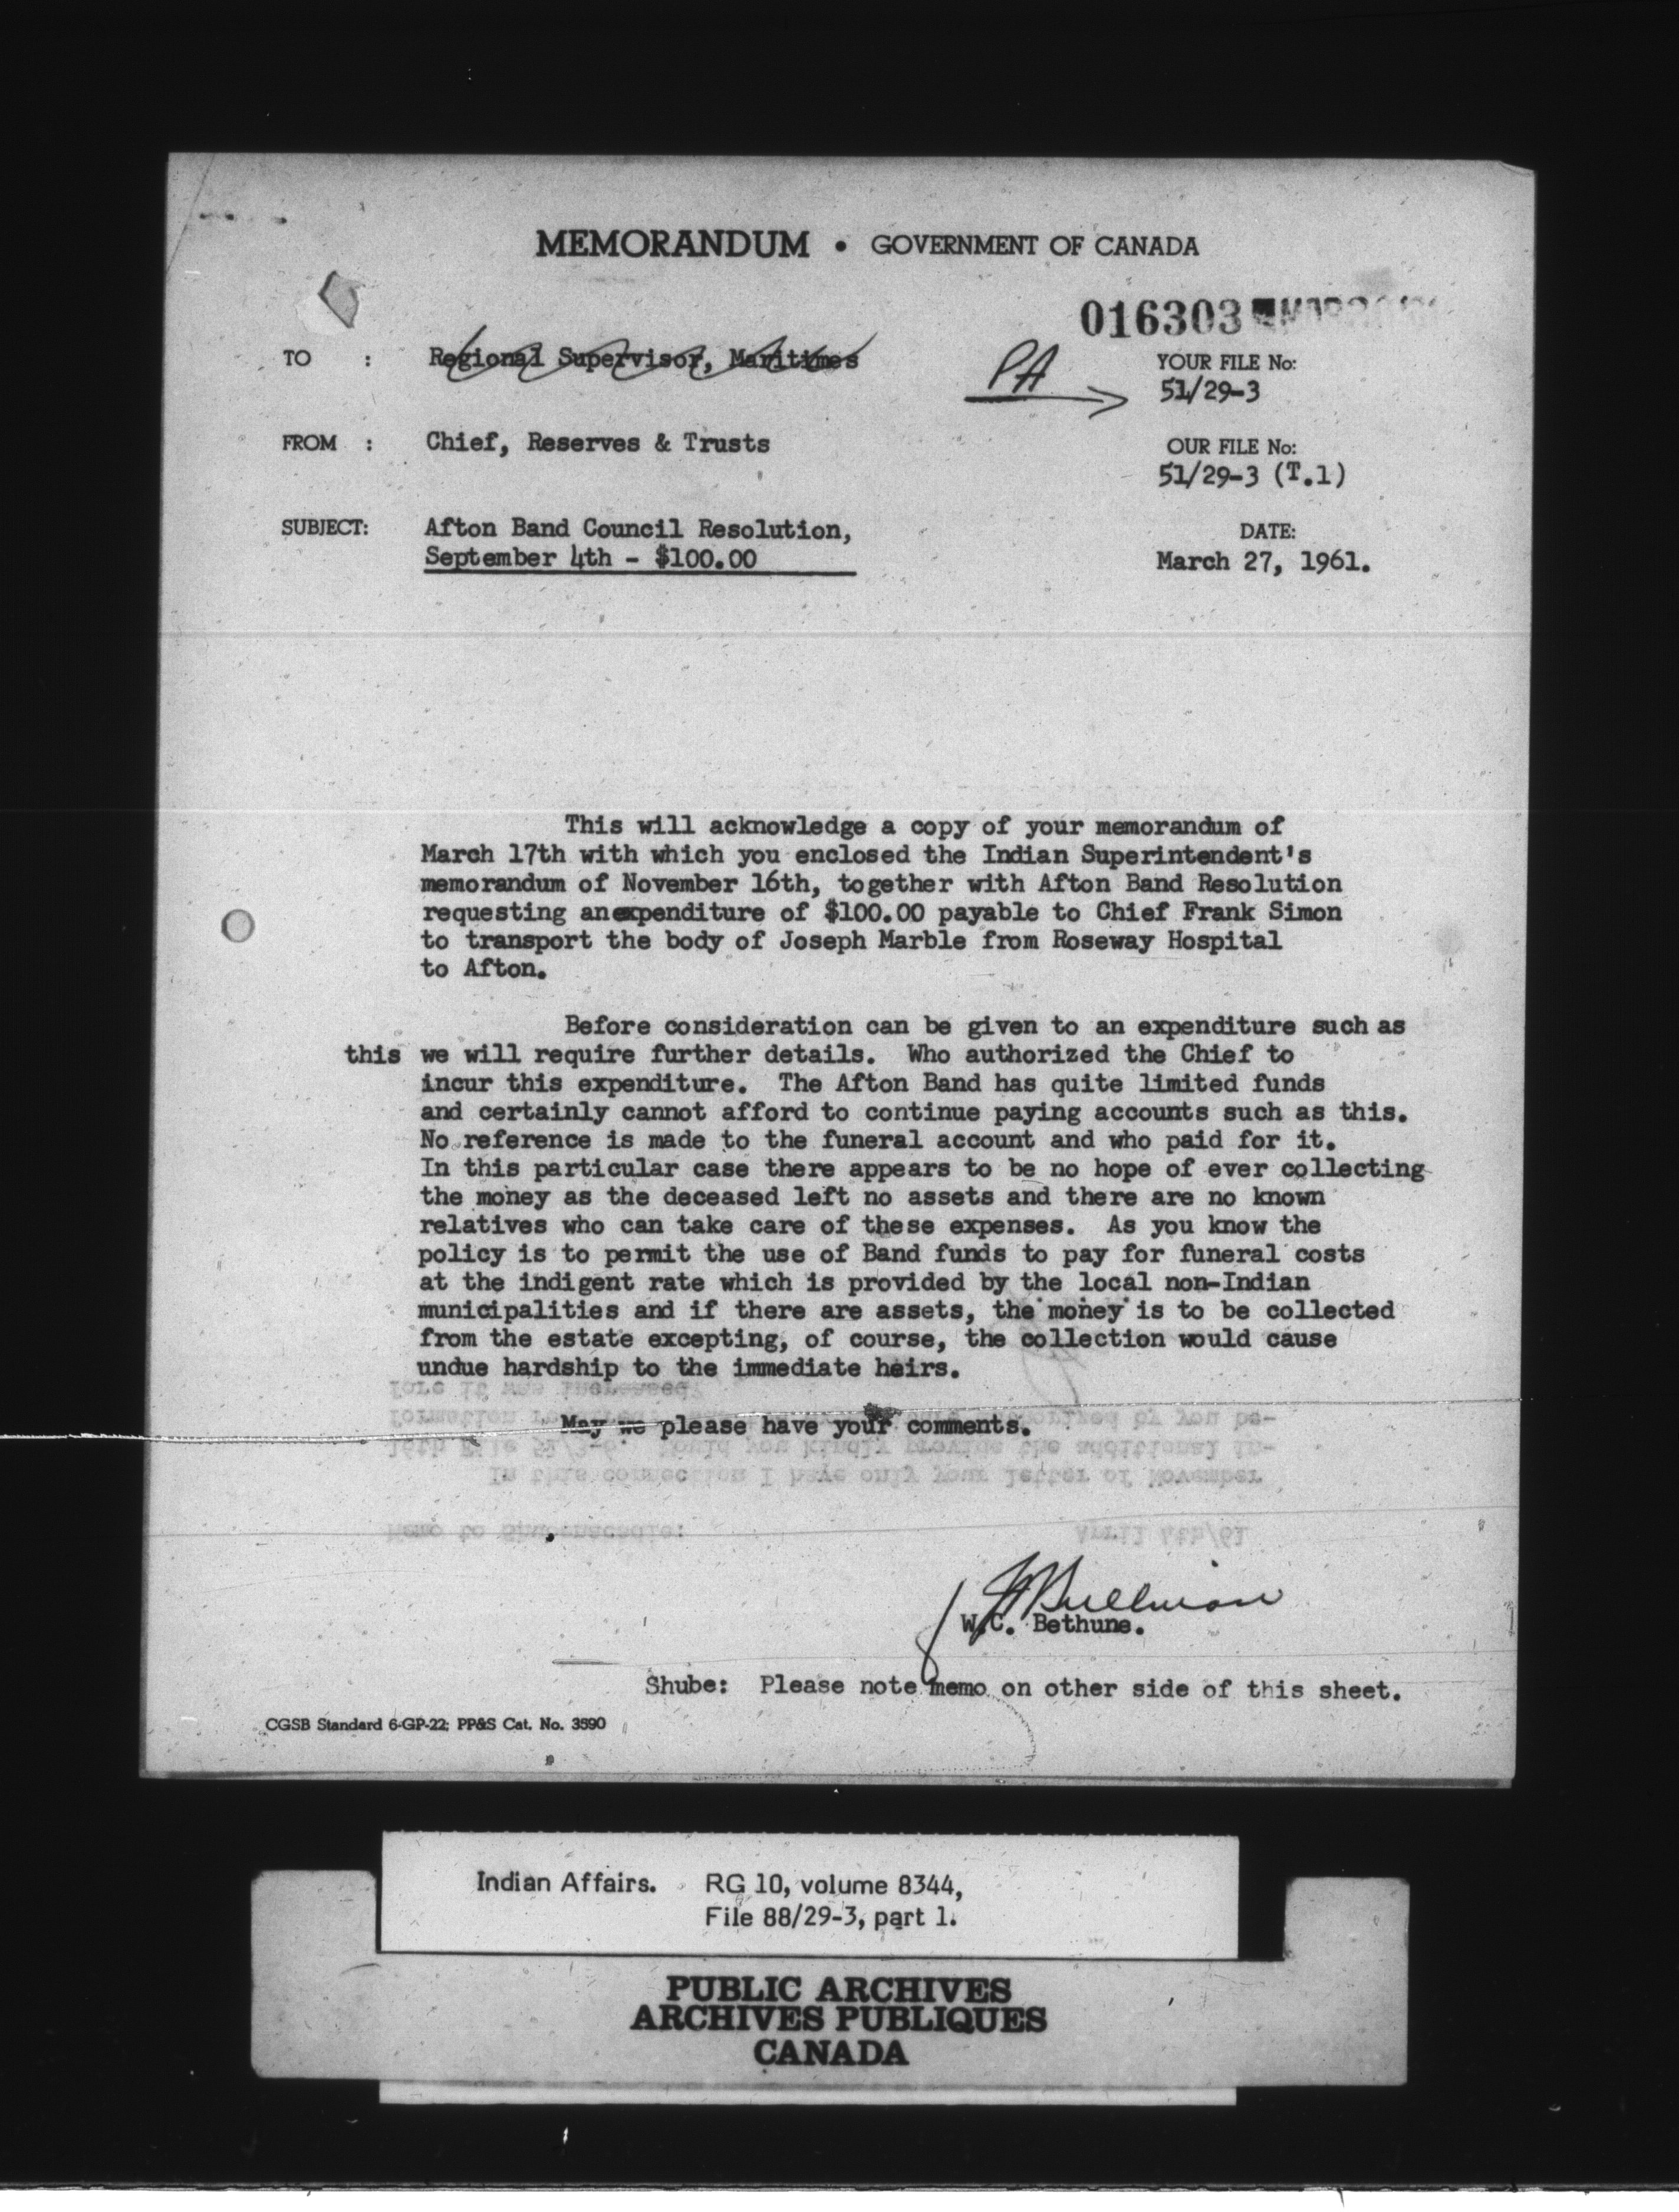 MEMORANDUM • GOVERNMENT OF CANADA
016303
TO : Regional Supervisor, Maritimes
PA
YOUR FILE No:
51/29-3
FROM : Chief, Reserves & Trusts
OUR FILE No:
51/29-3 (T.1)
SUBJECT: Afton Band Council Resolution,
September 4th - $100.00
DATE:
March 27, 1961.
This will acknowledge a copy of your memorandum of
March 17th with which you enclosed the Indian Superintendent's
memorandum of November 16th, together with Afton Band Resolution
requesting an expenditure of $100.00 payable to Chief Frank Simon
to transport the body of Joseph Marble from Roseway Hospital
to Afton.
Before consideration can be given to an expenditure such as
this we will require further details. Who authorized the Chief to
incur this expenditure. The Afton Band has quite limited funds
and certainly cannot afford to continue paying accounts such as this.
No reference is made to the funeral account and who paid for it.
In this particular case there appears to be no hope of ever collecting
the money as the deceased left no assets and there are no known
relatives who can take care of these expenses. As you know the
policy is to permit the use of Band funds to pay for funeral costs
at the indigent rate which is provided by the local non-Indian
municipalities and if there are assets, the money is to be collected
from the estate excepting, of course, the collection would cause
undue hardship to the immediate heirs.
May we please have your comments.
W.C. Bethune.
Shube: Please note memo on other side of this sheet.
CGSB Standard 6-GP-22; PP&S Cat. No. 3590
Indian Affairs. RG 10, volume 8344,
File 88/29-3, part 1.
PUBLIC ARCHIVES
ARCHIVES PUBLIQUES
CANADA